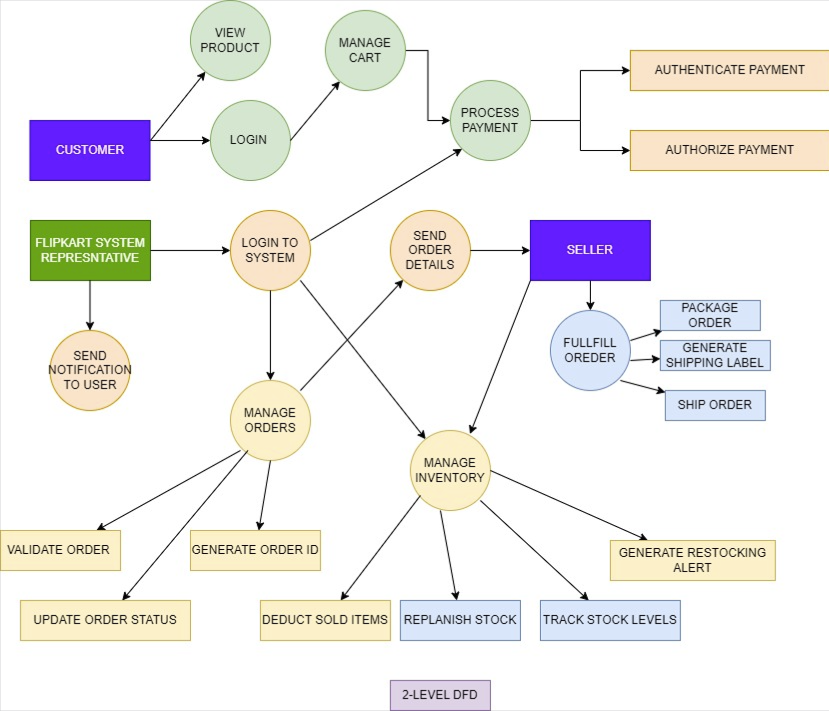 VIEW
PRODUCT
MANAGE
CART
AUTHENTICATE PAYMENT
PROCESS
PAYMENT
CUSTOMER
LOGIN
AUTHORIZE PAYMENT
FLIPKART SYSTEM
REPRESNTATIVE
LOGIN TO
SYSTEM
SEND
ORDER
DETAILS
SELLER
PACKAGE
ORDER
FULLFILL
OREDER
GENERATE
SHIPPING LABEL
SHIP ORDER
SEND
NOTIFICATION
TO USER
MANAGE
ORDERS
MANAGE
INVENTORY
VALIDATE ORDER
GENERATE ORDER ID
GENERATE RESTOCKING
ALERT
UPDATE ORDER STATUS
DEDUCT SOLD ITEMS
REPLANISH STOCK
TRACK STOCK LEVELS
2-LEVEL DFD